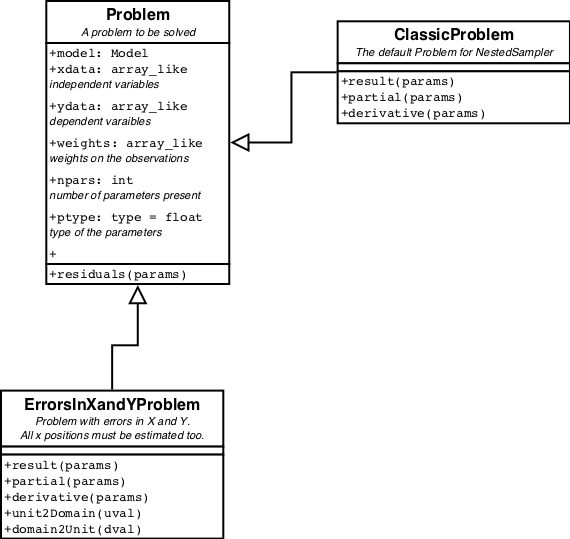 Problem
A problem to be solved
+model: Model
+xdata: array_like
independent variables
+ydata: array_like
dependent varaibles
+weights: array_like
weights on the observations
+npars: int
number of parameters present
+ptype: type = float
type of the parameters
+
+residuals(params)
ClassicProblem
The default Problem for NestedSampler
+result(params)
+partial(params)
+derivative(params)
ErrorsInXandYProblem
Problem with errors in X and Y.
All x positions must be estimated too.
+result(params)
+partial(params)
+derivative(params)
+unit2Domain(uval)
+domain2Unit(dval)